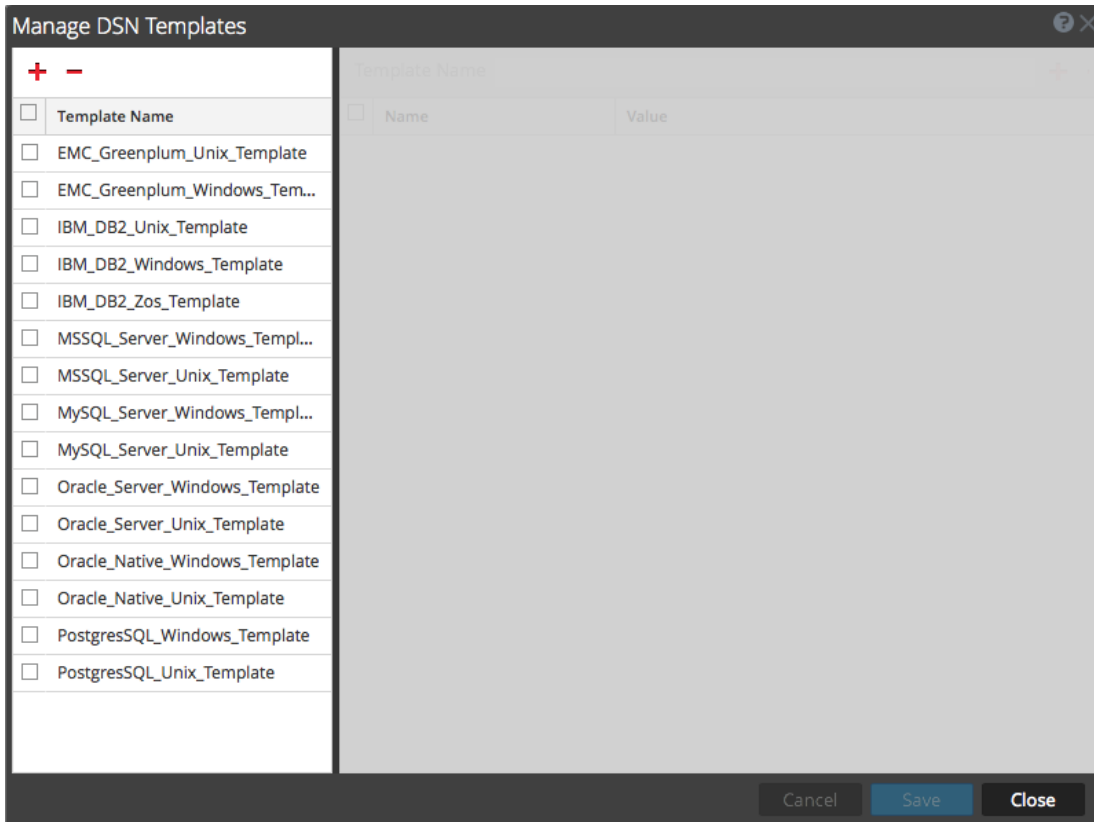 Manage DSN Templates
Template Name
Template Name
Name Value
EMC_Greenplum_Unix_Template
EMC_Greenplum_Windows_Tem...
IBM_DB2_Unix_Template
IBM_DB2_Windows_Template
IBM_DB2_Zos_Template
MSSQL_Server_Windows_Templ...
MSSQL_Server_Unix_Template
MySQL_Server_Windows_Templ...
MySQL_Server_Unix_Template
Oracle_Server_Windows_Template
Oracle_Server_Unix_Template
Oracle_Native_Windows_Template
Oracle_Native_Unix_Template
PostgresSQL_Windows_Template
PostgresSQL_Unix_Template
Cancel Save Close